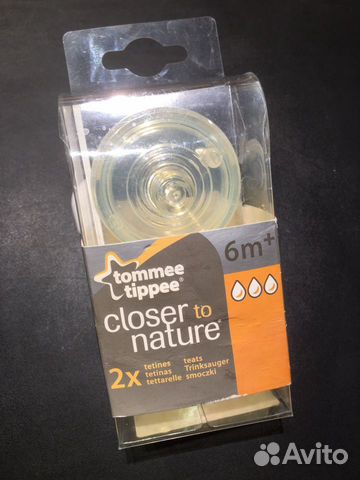 tommee
tippee®
6m+
closer to
nature®
2x
tetines teats
tetinas Trinksauger
tettarelle smoczki
Avito